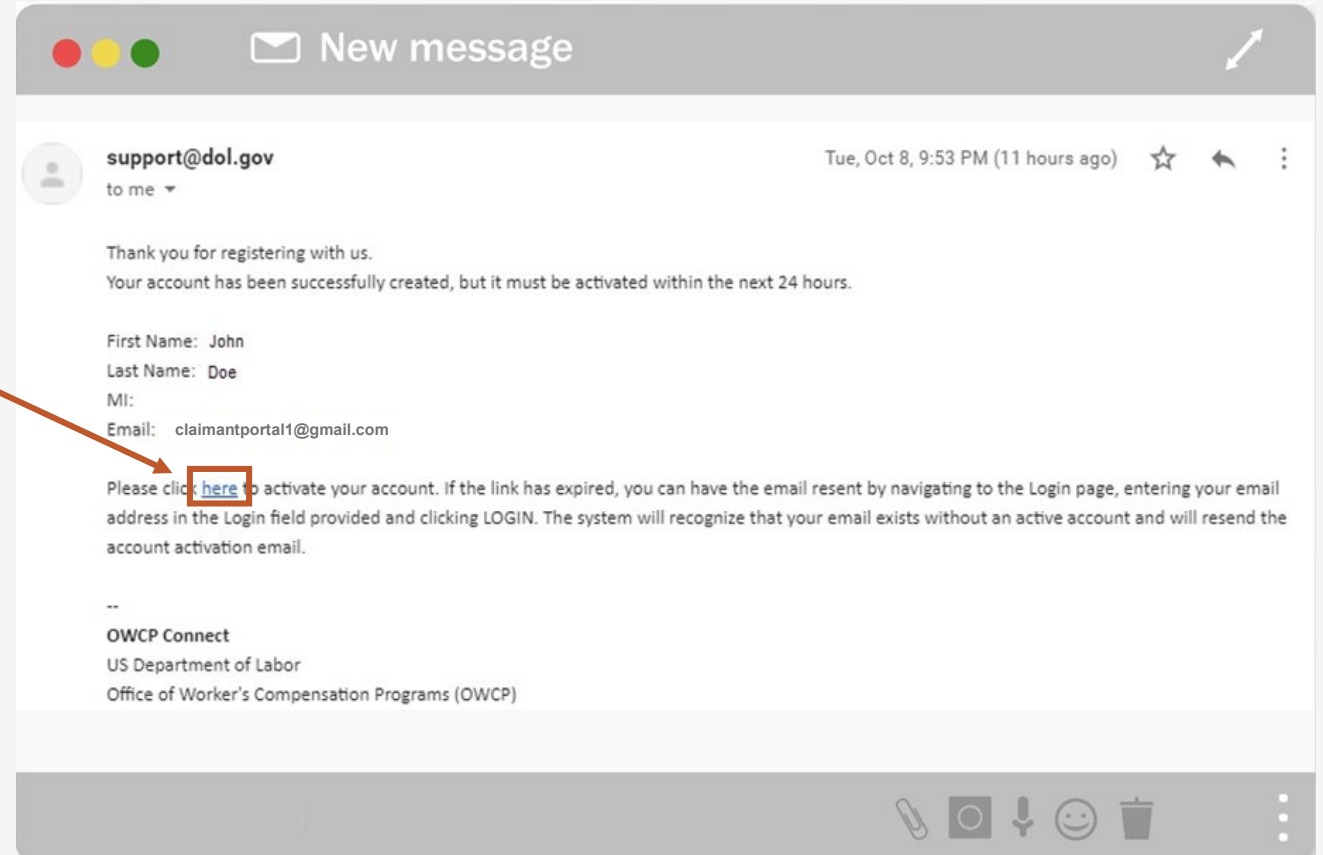 New message
support@dol.gov
Tue, Oct 8, 9:53 PM (11 hours ago)
to me
Thank you for registering with us.
Your account has been successfully created, but it must be activated within the next 24 hours.
First Name: John
Last Name: Doe
MI:
Email: claimantportal1@gmail.com
Please click here to activate your account. If the link has expired, you can have the email resent by navigating to the Login page, entering your email
address in the Login field provided and clicking LOGIN. The system will recognize that your email exists without an active account and will resend the
account activation email.
--
OWCP Connect
US Department of Labor
Office of Worker's Compensation Programs (OWCP)